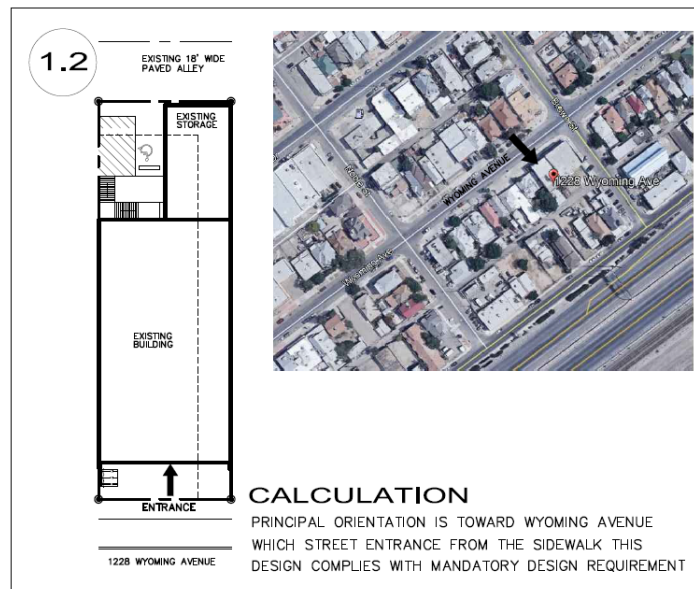 1.2
EXISTING 18' WIDE
PAVED ALLEY
EXISTING
STORAGE
EXISTING
BUILDING
ENTRANCE
1228 WYOMING AVENUE
WYOMING AVENUE
1228 Wyoming Ave
Wyoming Ave
CALCULATION
PRINCIPAL ORIENTATION IS TOWARD WYOMING AVENUE
WHICH STREET ENTRANCE FROM THE SIDEWALK THIS
DESIGN COMPLIES WITH MANDATORY DESIGN REQUIREMENT